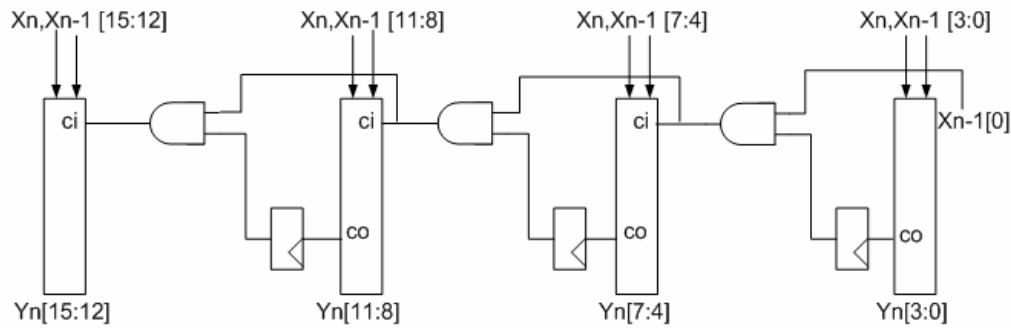 Xn,Xn-1 [15:12]
Xn,Xn-1 [11:8]
Xn,Xn-1 [7:4]
Xn,Xn-1 [3:0]
ci
ci
ci
Xn-1[0]
co
co
co
Yn[15:12]
Yn[11:8]
Yn[7:4]
Yn[3:0]